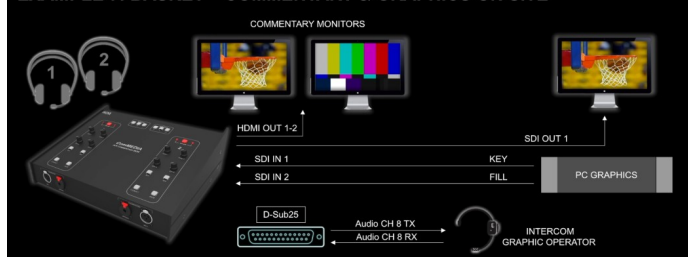 COMMENTARY MONITORS
1
2
HDMI OUT 1-2
SDI OUT 1
SDI IN 1
KEY
SDI IN 2
FILL
PC GRAPHICS
D-Sub25
Audio CH 8 TX
Audio CH 8 RX
INTERCOM
GRAPHIC OPERATOR